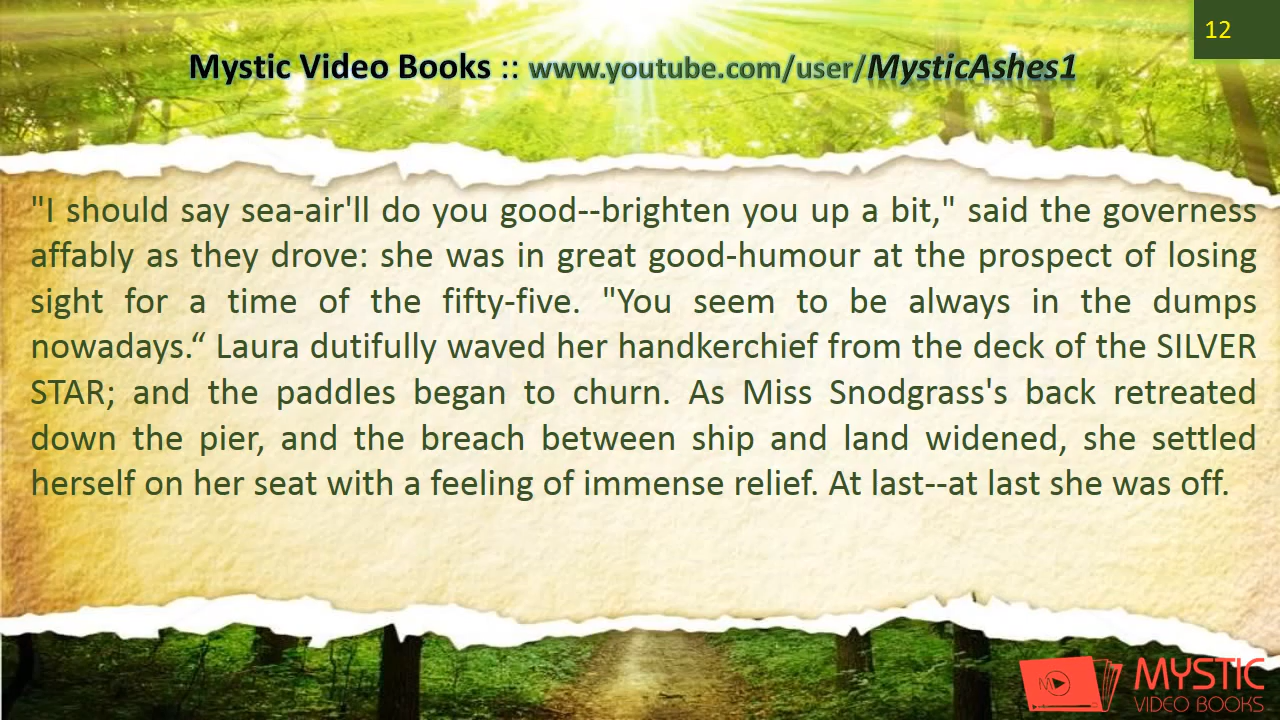 12
Mystic Video Books :: www.youtube.com/user/MysticAshes1
"I should say sea-air'll do you good--brighten you up a bit," said the governess
affably as they drove: she was in great good-humour at the prospect of losing
sight for a time of the fifty-five. "You seem to be always in the dumps
nowadays.“ Laura dutifully waved her handkerchief from the deck of the SILVER
STAR; and the paddles began to churn. As Miss Snodgrass's back retreated
down the pier, and the breach between ship and land widened, she settled
herself on her seat with a feeling of immense relief. At last--at last she was off.
MYSTIC
VIDEO BOOKS